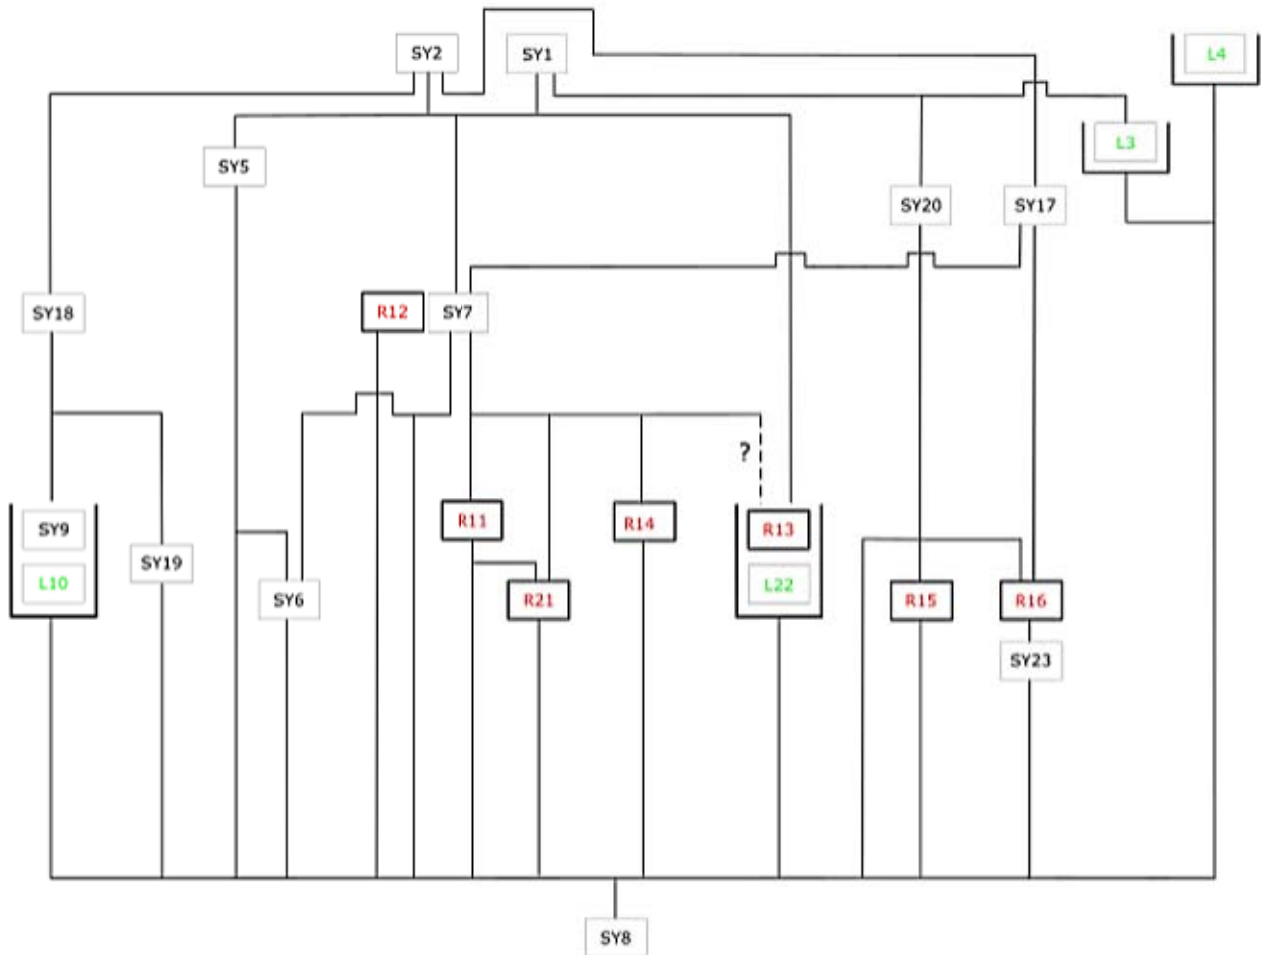 SY2 SY1 L4
L3
SY5
SY20 SY17
SY18 R12 SY7
?
R11 R14 R13
SY9
SY19 L10 L22
SY6 R21 R15 R16
SY23
SY8